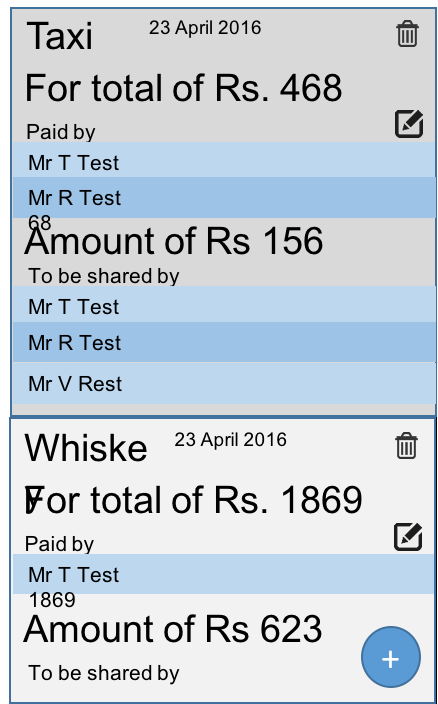 Taxi 23 April 2016
For total of Rs. 468
Paid by
Mr T Test
Mr R Test
68
Amount of Rs 156
To be shared by
Mr T Test
Mr R Test
Mr V Rest
Whiske 23 April 2016
y
For total of Rs. 1869
Paid by
Mr T Test
1869
Amount of Rs 623
To be shared by
+